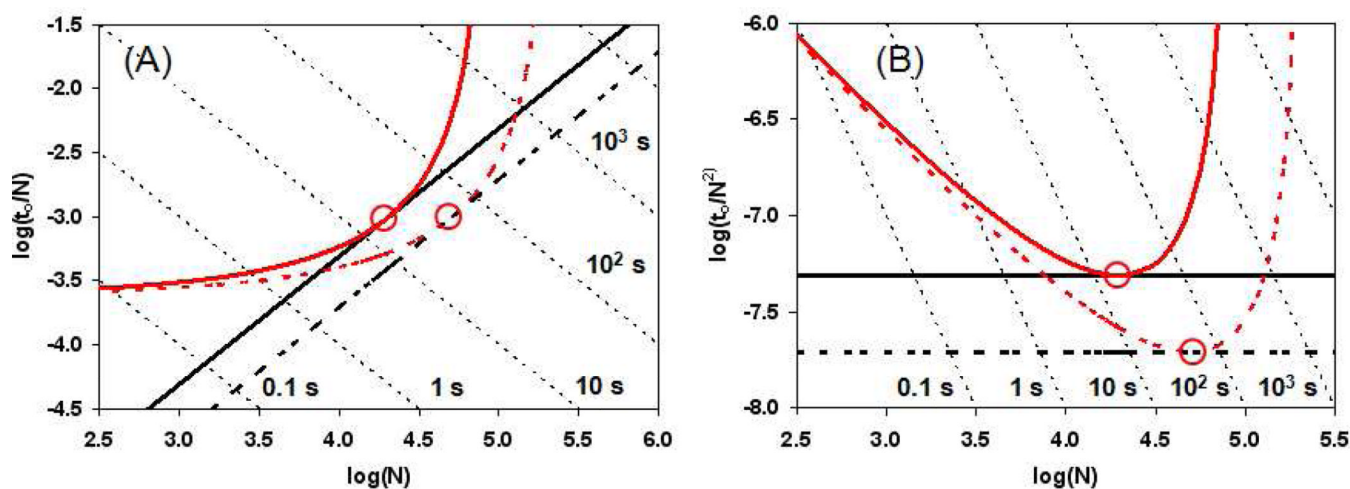 (A)
log(t₀/N)
-1.5
-2.0
-2.5
-3.0
-3.5
-4.0
-4.5
10³ s
10² s
0.1 s 1 s 10 s
2.5 3.0 3.5 4.0 4.5 5.0 5.5 6.0
log(N)
(B)
log(t₀/N²)
-6.0
-6.5
-7.0
-7.5
-8.0
0.1 s 1 s 10 s 10² s 10³ s
2.5 3.0 3.5 4.0 4.5 5.0 5.5
log(N)